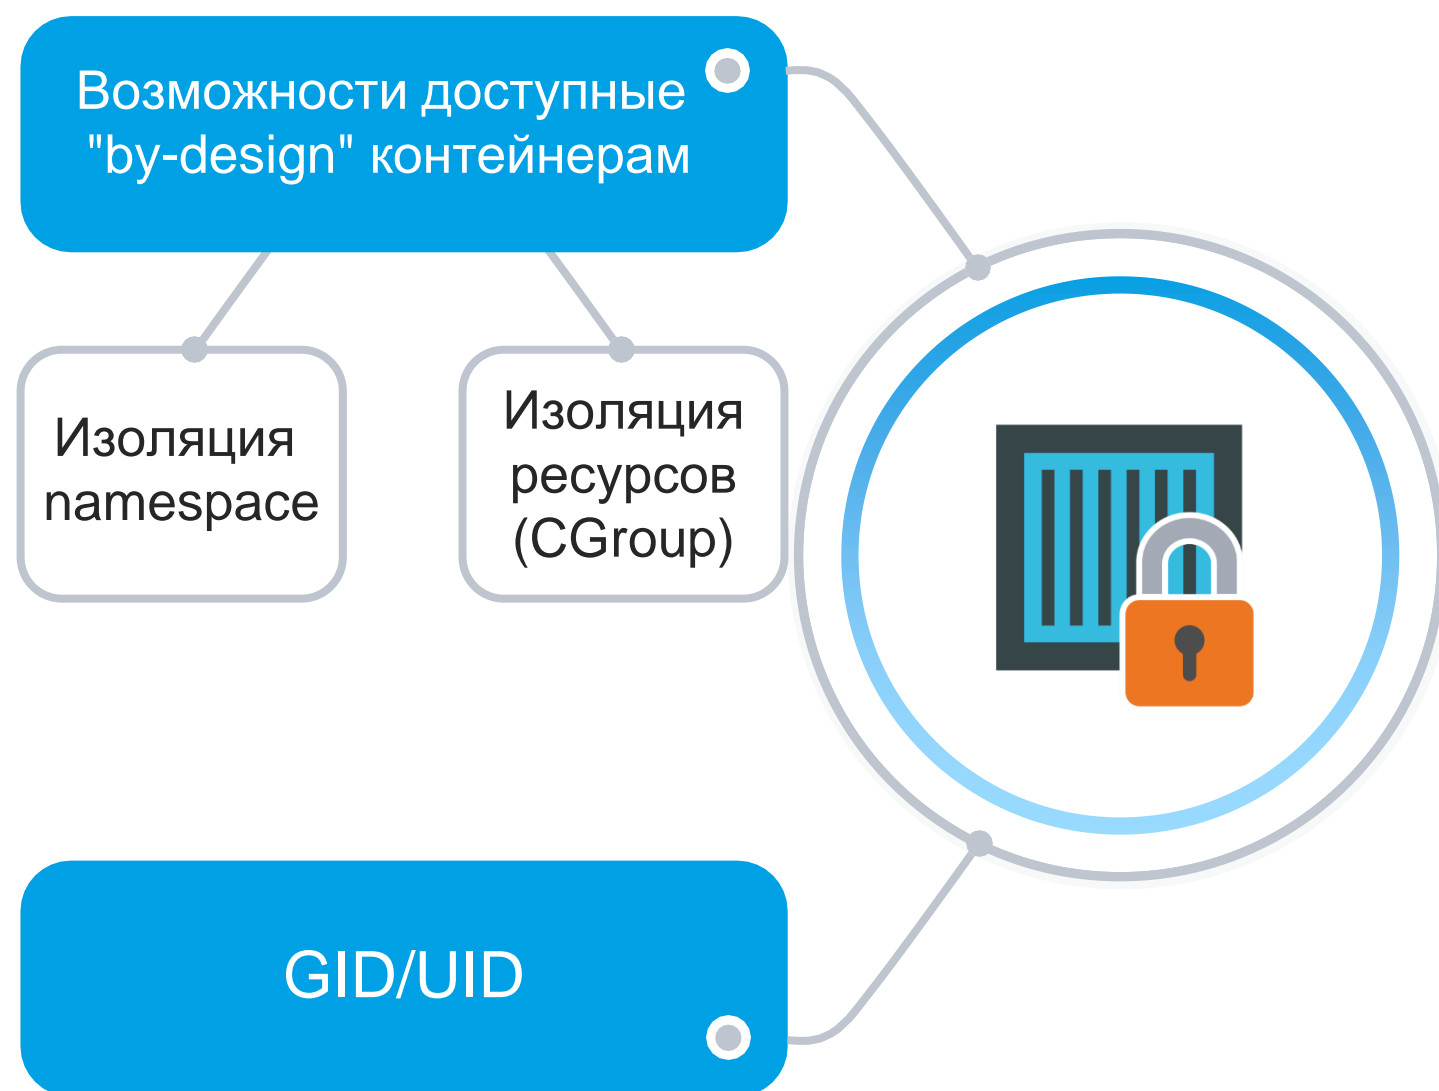 Возможности доступные
"by-design" контейнерам
Изоляция
namespace
Изоляция
ресурсов
(CGroup)
GID/UID